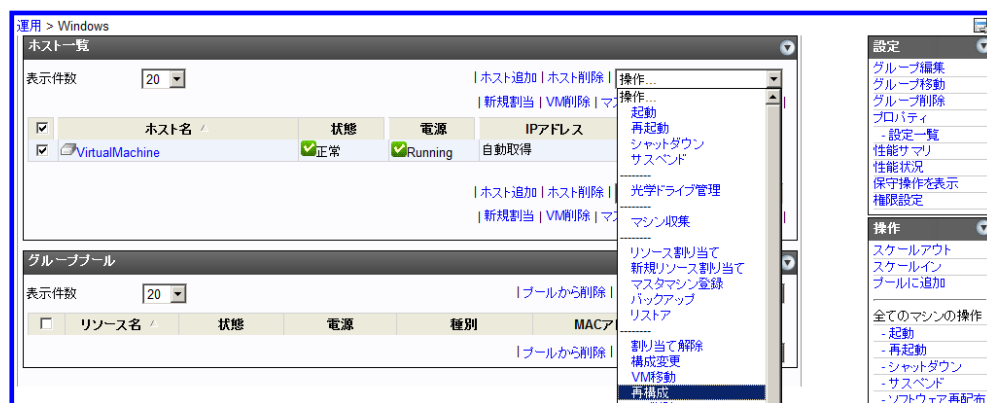 運用 > Windows
ホスト一覧
表示件数 20
| ホスト追加 | ホスト削除 | 操作...
| 新規割当 | VM削除 |
ホスト名 状態 電源 IPアドレス
VirtualMachine 正常 Running 自動取得
| ホスト追加 | ホスト削除 |
| 新規割当 | VM削除 |
操作...
起動
再起動
シャットダウン
サスペンド
--------
光学ドライブ管理
--------
マシン収集
--------
リソース割り当て
新規リソース割り当て
マスタマシン登録
バックアップ
リストア
--------
割り当て解除
構成変更
VM移動
再構成
グループプール
表示件数 20
| プールから削除 |
リソース名 状態 電源 種別 MACア
| プールから削除 |
設定
グループ編集
グループ移動
グループ削除
プロパティ
- 設定一覧
性能サマリ
性能状況
保守操作を表示
権限設定
操作
スケールアウト
スケールイン
プールに追加
全てのマシンの操作
- 起動
- 再起動
- シャットダウン
- サスペンド
- ソフトウェア再配布